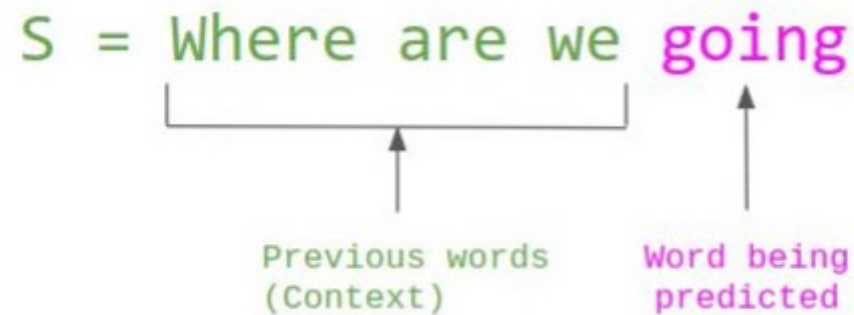 S = Where are we going
Previous words
(Context)
Word being
predicted